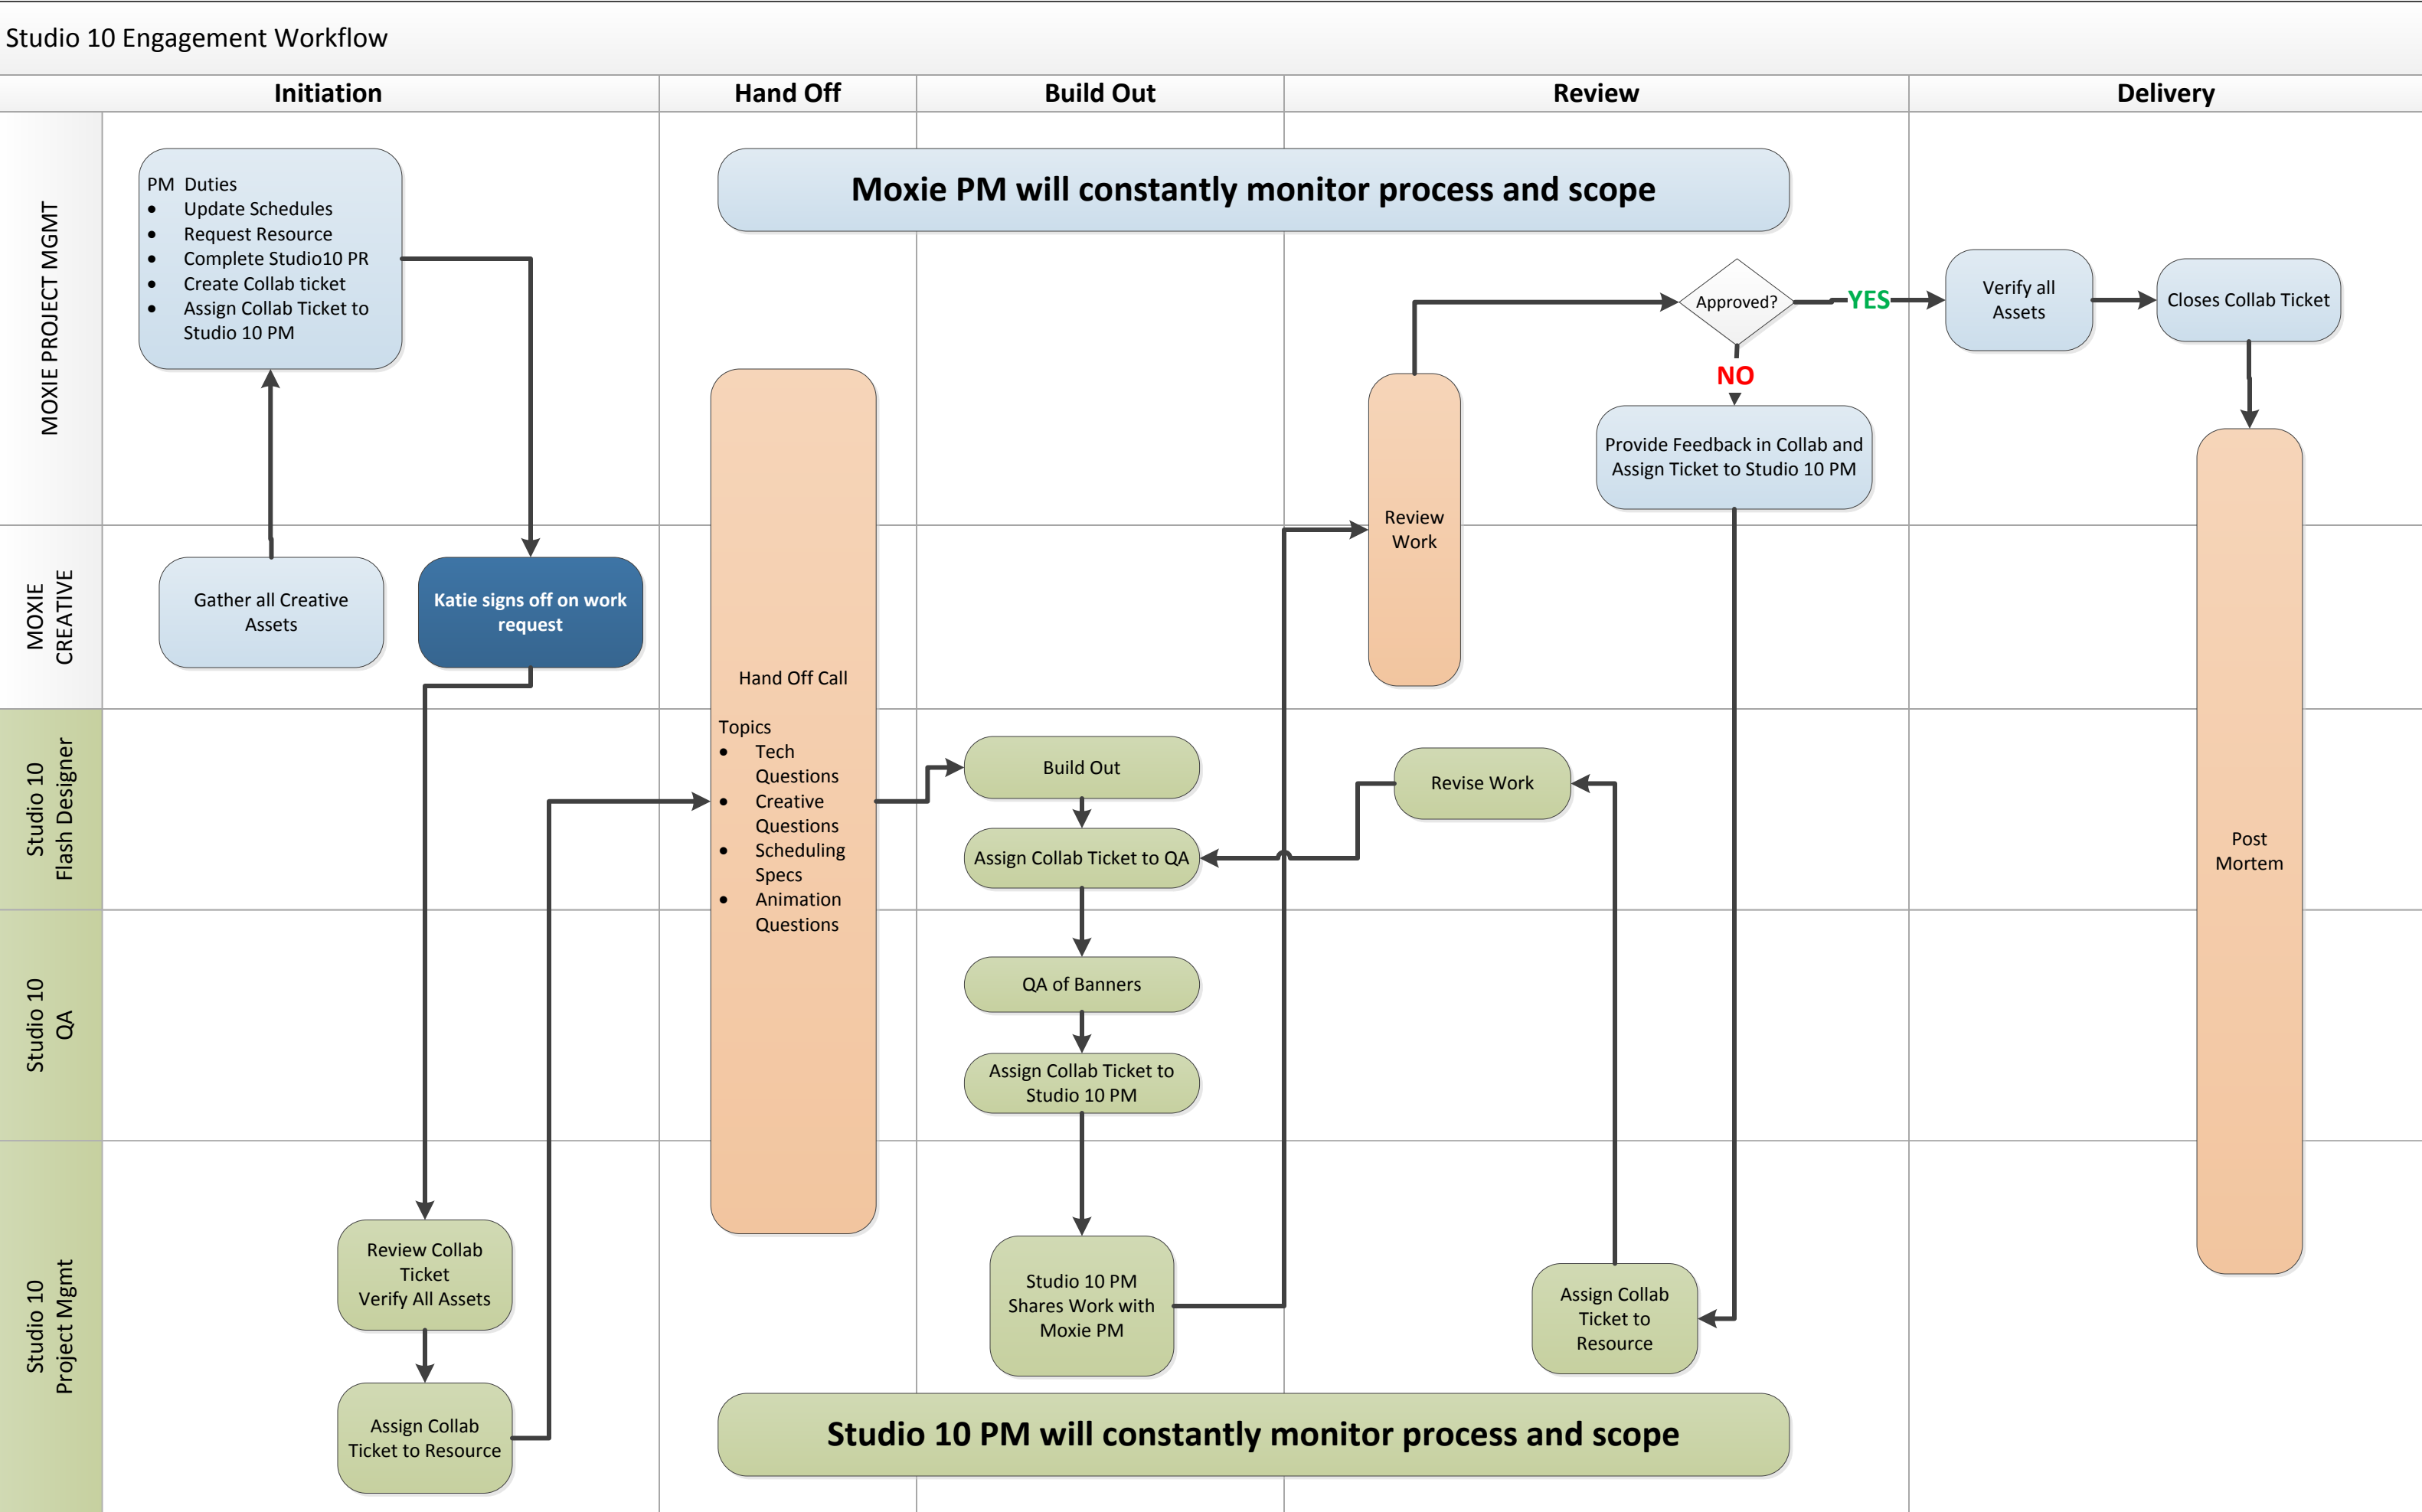 Studio 10 Engagement Workflow
Initiation
Hand Off
Build Out
Review
Delivery
MOXIE PROJECT MGMT
PM  Duties
• Update Schedules
• Request Resource
• Complete Studio10 PR
• Create Collab ticket
• Assign Collab Ticket to
Studio 10 PM
Moxie PM will constantly monitor process and scope
Approved?
YES
NO
Verify all
Assets
Closes Collab Ticket
Provide Feedback in Collab and
Assign Ticket to Studio 10 PM
MOXIE
CREATIVE
Gather all Creative
Assets
Katie signs off on work
request
Hand Off Call
Topics
• Tech
Questions
• Creative
Questions
• Scheduling
Specs
• Animation
Questions
Review
Work
Studio 10
Flash Designer
Build Out
Assign Collab Ticket to QA
Revise Work
Post
Mortem
Studio 10
QA
QA of Banners
Assign Collab Ticket to
Studio 10 PM
Studio 10
Project Mgmt
Review Collab
Ticket
Verify All Assets
Assign Collab
Ticket to Resource
Studio 10 PM
Shares Work with
Moxie PM
Assign Collab
Ticket to
Resource
Studio 10 PM will constantly monitor process and scope